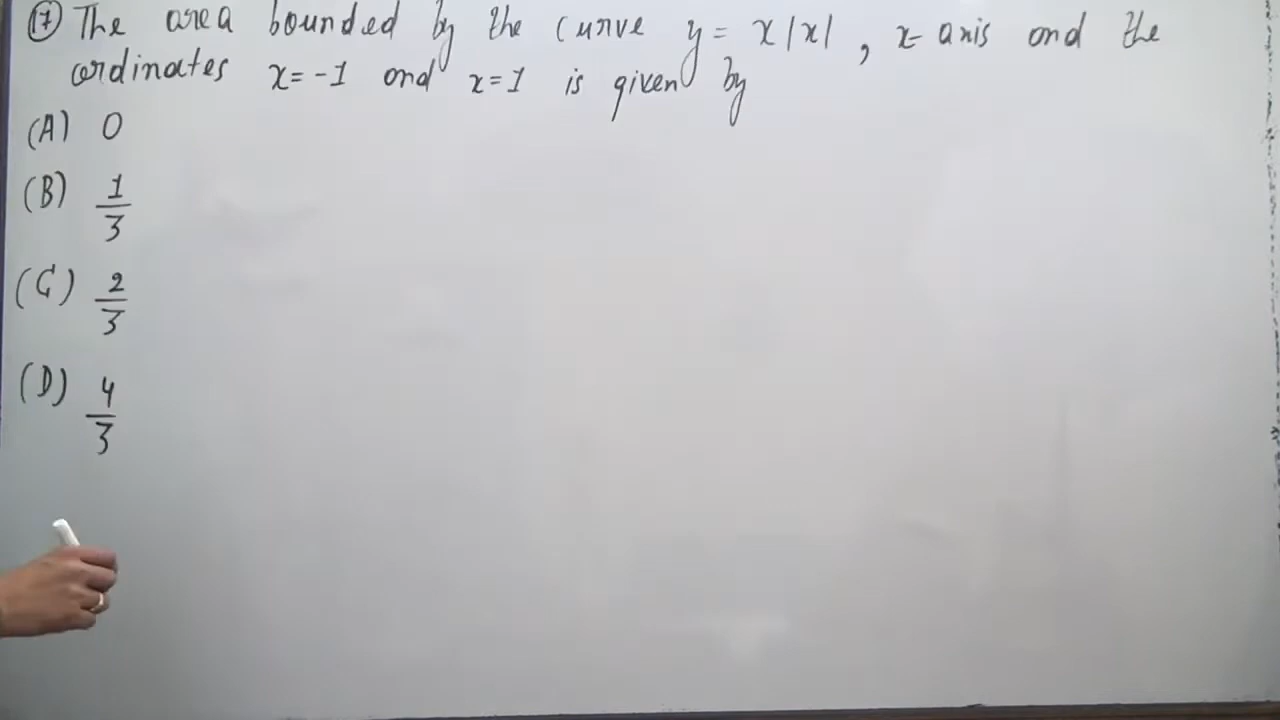 (17) The area bounded by the curve y = x|x| , x-axis and the
ordinates x=-1 and x=1 is given by
(A) 0
(B) 1/3
(C) 2/3
(D) 4/3